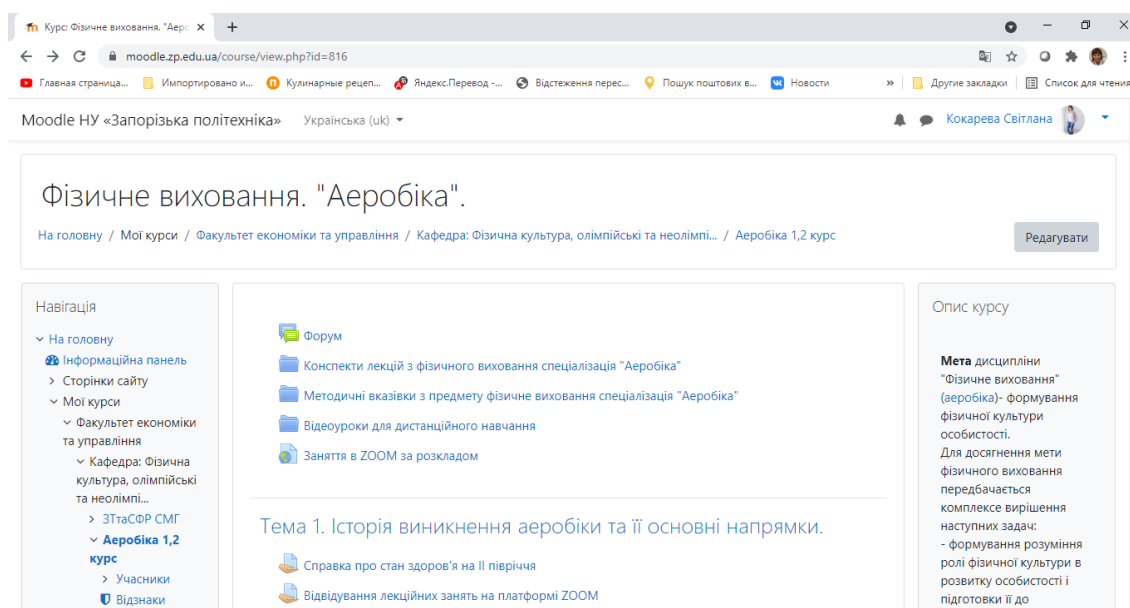 Курс: Фізичне виховання. "Аеро
moodle.zp.edu.ua/course/view.php?id=816
Главная страница... Импортировано и... Кулинарные рецеп... Яндекс.Перевод -... Відстеження перес... Пошук поштових в... Новости » Другие закладки Список для чтения
Moodle НУ «Запорізька політехніка» Українська (uk) Кокарева Світлана
Фізичне виховання. "Аеробіка".
На головну / Мої курси / Факультет економіки та управління / Кафедра: Фізична культура, олімпійські та неолімпі... / Аеробіка 1,2 курс
Редагувати
Навігація
На головну
Інформаційна панель
Сторінки сайту
Мої курси
Факультет економіки
та управління
Кафедра: Фізична
культура, олімпійські
та неолімпі...
ЗТтаСФР СМГ
Аеробіка 1,2
курс
Учасники
Відзнаки
Форум
Конспекти лекцій з фізичного виховання спеціалізація "Аеробіка"
Методичні вказівки з предмету фізичне виховання спеціалізація "Аеробіка"
Відеоуроки для дистанційного навчання
Заняття в ZOOM за розкладом
Тема 1. Історія виникнення аеробіки та її основні напрямки.
Справка про стан здоров'я на ІІ півріччя
Відвідування лекційних занять на платформі ZOOM
Опис курсу
Мета дисципліни
"Фізичне виховання"
(аеробіка)- формування
фізичної культури
особистості.
Для досягнення мети
фізичного виховання
передбачається
комплексе вирішення
наступних задач:
- формування розуміння
ролі фізичної культури в
розвитку особистості і
підготовки її до